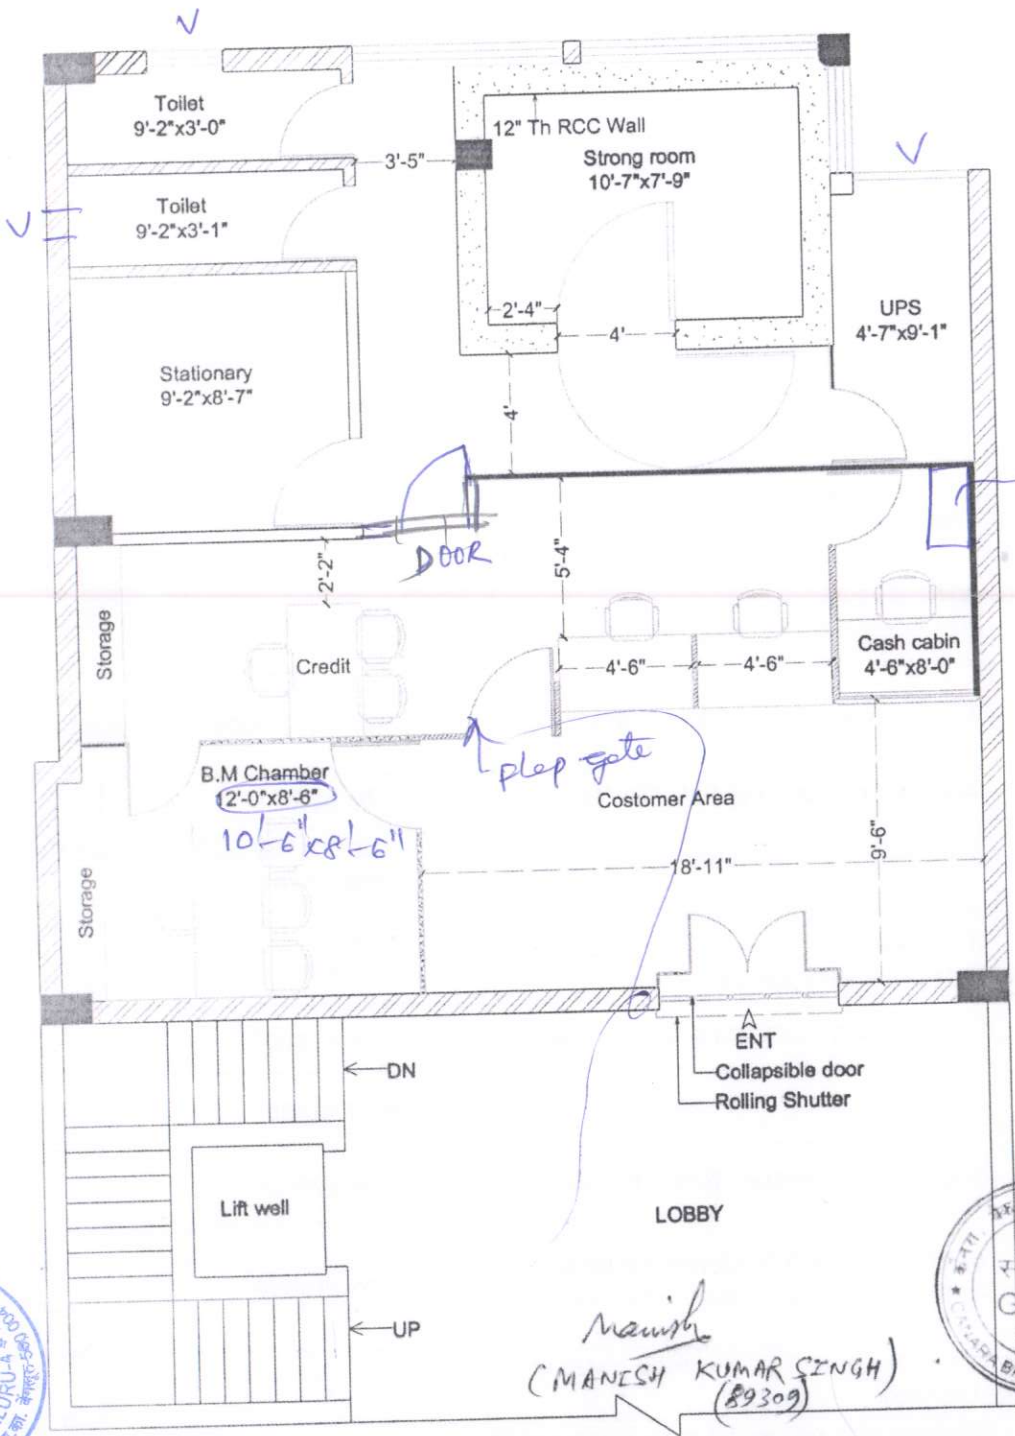 V
Toilet
9'-2"x3'-0"
12" Th RCC Wall
3'-5"
Strong room
10'-7"x7'-9"
V
V
Toilet
9'-2"x3'-1"
2'-4"
4'
UPS
4'-7"x9'-1"
Stationary
9'-2"x8'-7"
4'
DOOR
2'-2"
5'-4"
Storage
Credit
4'-6"
4'-6"
Cash cabin
4'-6"x8'-0"
plap gate
B.M Chamber
12'-0"x8'-6"
10'-6"x8'-6"
Costomer Area
9'-6"
18'-11"
Storage
ENT
Collapsible door
Rolling Shutter
DN
Lift well
LOBBY
UP
Manish
(MANISH KUMAR SINGH)
(89309)
CANARA